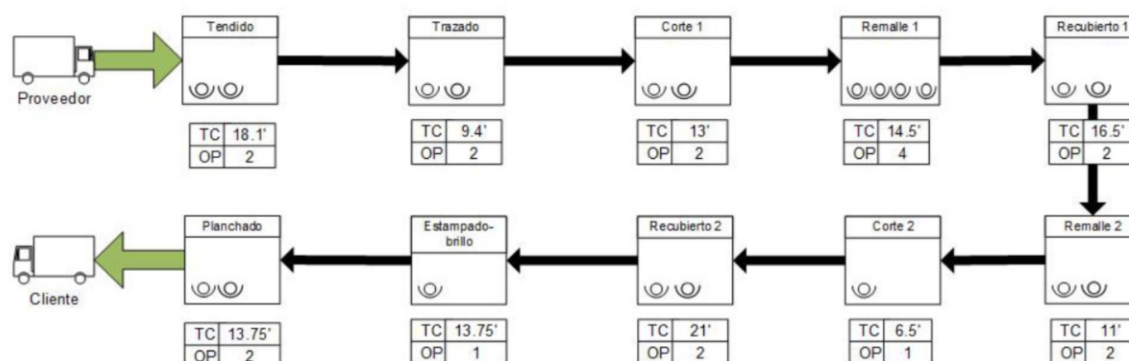 Proveedor
Tendido
TC 18.1'
OP 2
Trazado
TC 9.4'
OP 2
Corte 1
TC 13'
OP 2
Remalle 1
TC 14.5'
OP 4
Recubierto 1
TC 16.5'
OP 2
Remalle 2
TC 11'
OP 2
Corte 2
TC 6.5'
OP 1
Recubierto 2
TC 21'
OP 2
Estampado-
brillo
TC 13.75'
OP 1
Planchado
TC 13.75'
OP 2
Cliente